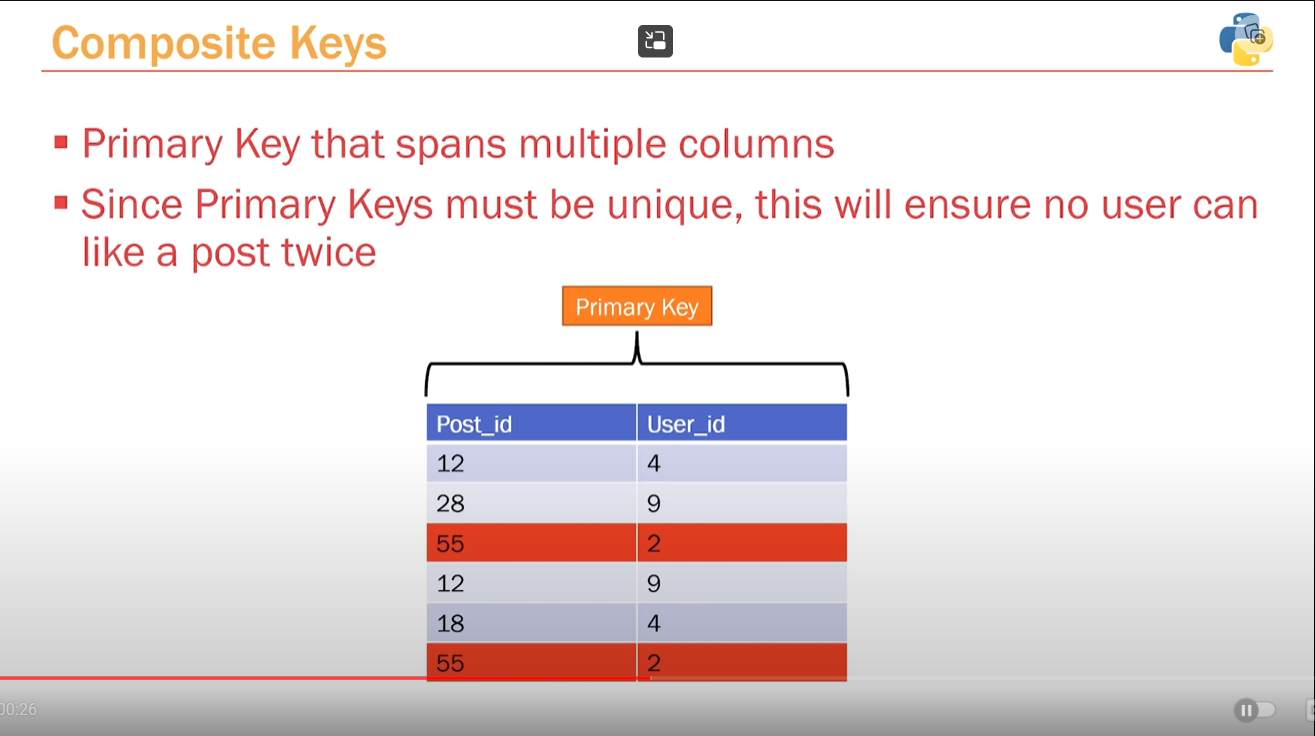 Composite Keys
Primary Key that spans multiple columns
Since Primary Keys must be unique, this will ensure no user can
like a post twice
Primary Key
Post_id User_id
12 4
28 9
55 2
12 9
18 4
55 2
00:26